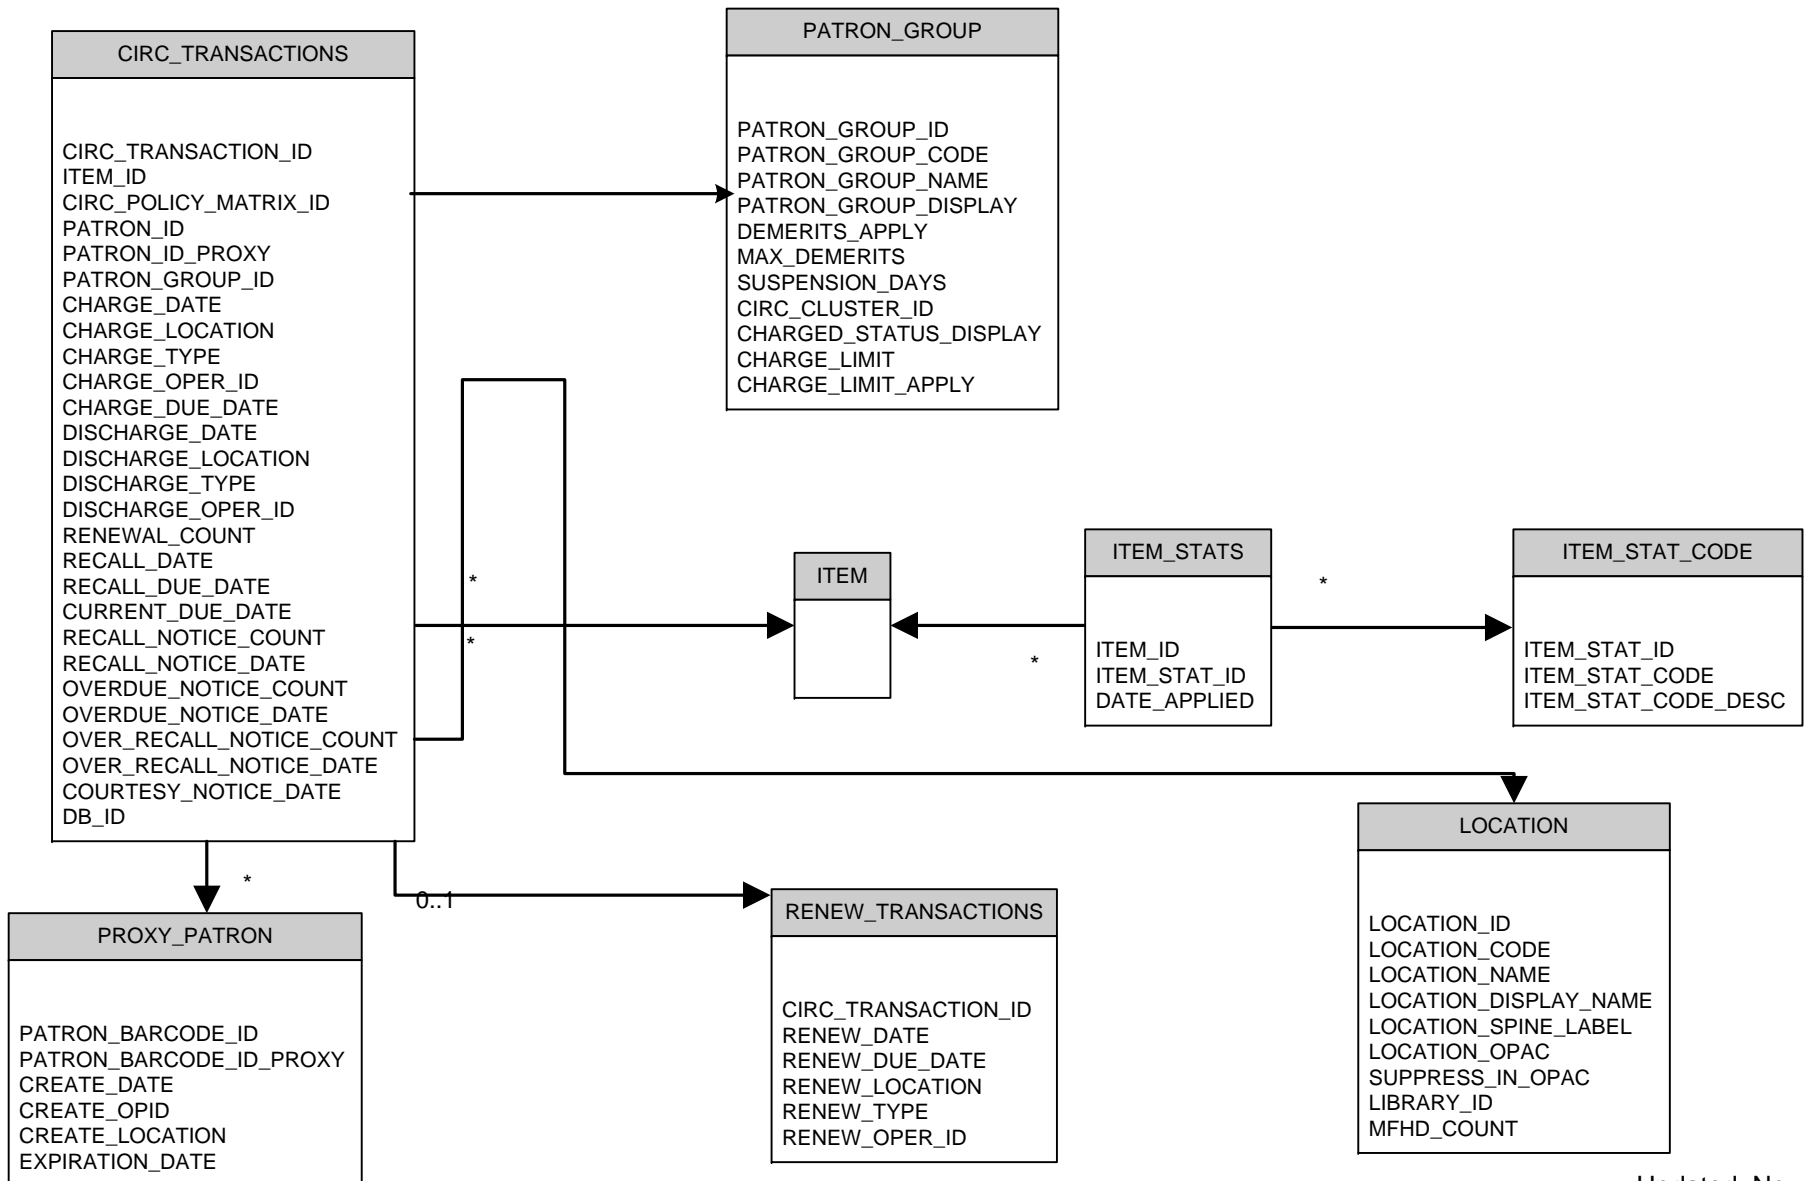 CIRC_TRANSACTIONS
CIRC_TRANSACTION_ID
ITEM_ID
CIRC_POLICY_MATRIX_ID
PATRON_ID
PATRON_ID_PROXY
PATRON_GROUP_ID
CHARGE_DATE
CHARGE_LOCATION
CHARGE_TYPE
CHARGE_OPER_ID
CHARGE_DUE_DATE
DISCHARGE_DATE
DISCHARGE_LOCATION
DISCHARGE_TYPE
DISCHARGE_OPER_ID
RENEWAL_COUNT
RECALL_DATE
RECALL_DUE_DATE
CURRENT_DUE_DATE
RECALL_NOTICE_COUNT
RECALL_NOTICE_DATE
OVERDUE_NOTICE_COUNT
OVERDUE_NOTICE_DATE
OVER_RECALL_NOTICE_COUNT
OVER_RECALL_NOTICE_DATE
COURTESY_NOTICE_DATE
DB_ID
PATRON_GROUP
PATRON_GROUP_ID
PATRON_GROUP_CODE
PATRON_GROUP_NAME
PATRON_GROUP_DISPLAY
DEMERITS_APPLY
MAX_DEMERITS
SUSPENSION_DAYS
CIRC_CLUSTER_ID
CHARGED_STATUS_DISPLAY
CHARGE_LIMIT
CHARGE_LIMIT_APPLY
*
*
ITEM
*
ITEM_STATS
ITEM_ID
ITEM_STAT_ID
DATE_APPLIED
*
ITEM_STAT_CODE
ITEM_STAT_ID
ITEM_STAT_CODE
ITEM_STAT_CODE_DESC
*
PROXY_PATRON
PATRON_BARCODE_ID
PATRON_BARCODE_ID_PROXY
CREATE_DATE
CREATE_OPID
CREATE_LOCATION
EXPIRATION_DATE
0..1
RENEW_TRANSACTIONS
CIRC_TRANSACTION_ID
RENEW_DATE
RENEW_DUE_DATE
RENEW_LOCATION
RENEW_TYPE
RENEW_OPER_ID
LOCATION
LOCATION_ID
LOCATION_CODE
LOCATION_NAME
LOCATION_DISPLAY_NAME
LOCATION_SPINE_LABEL
LOCATION_OPAC
SUPPRESS_IN_OPAC
LIBRARY_ID
MFHD_COUNT